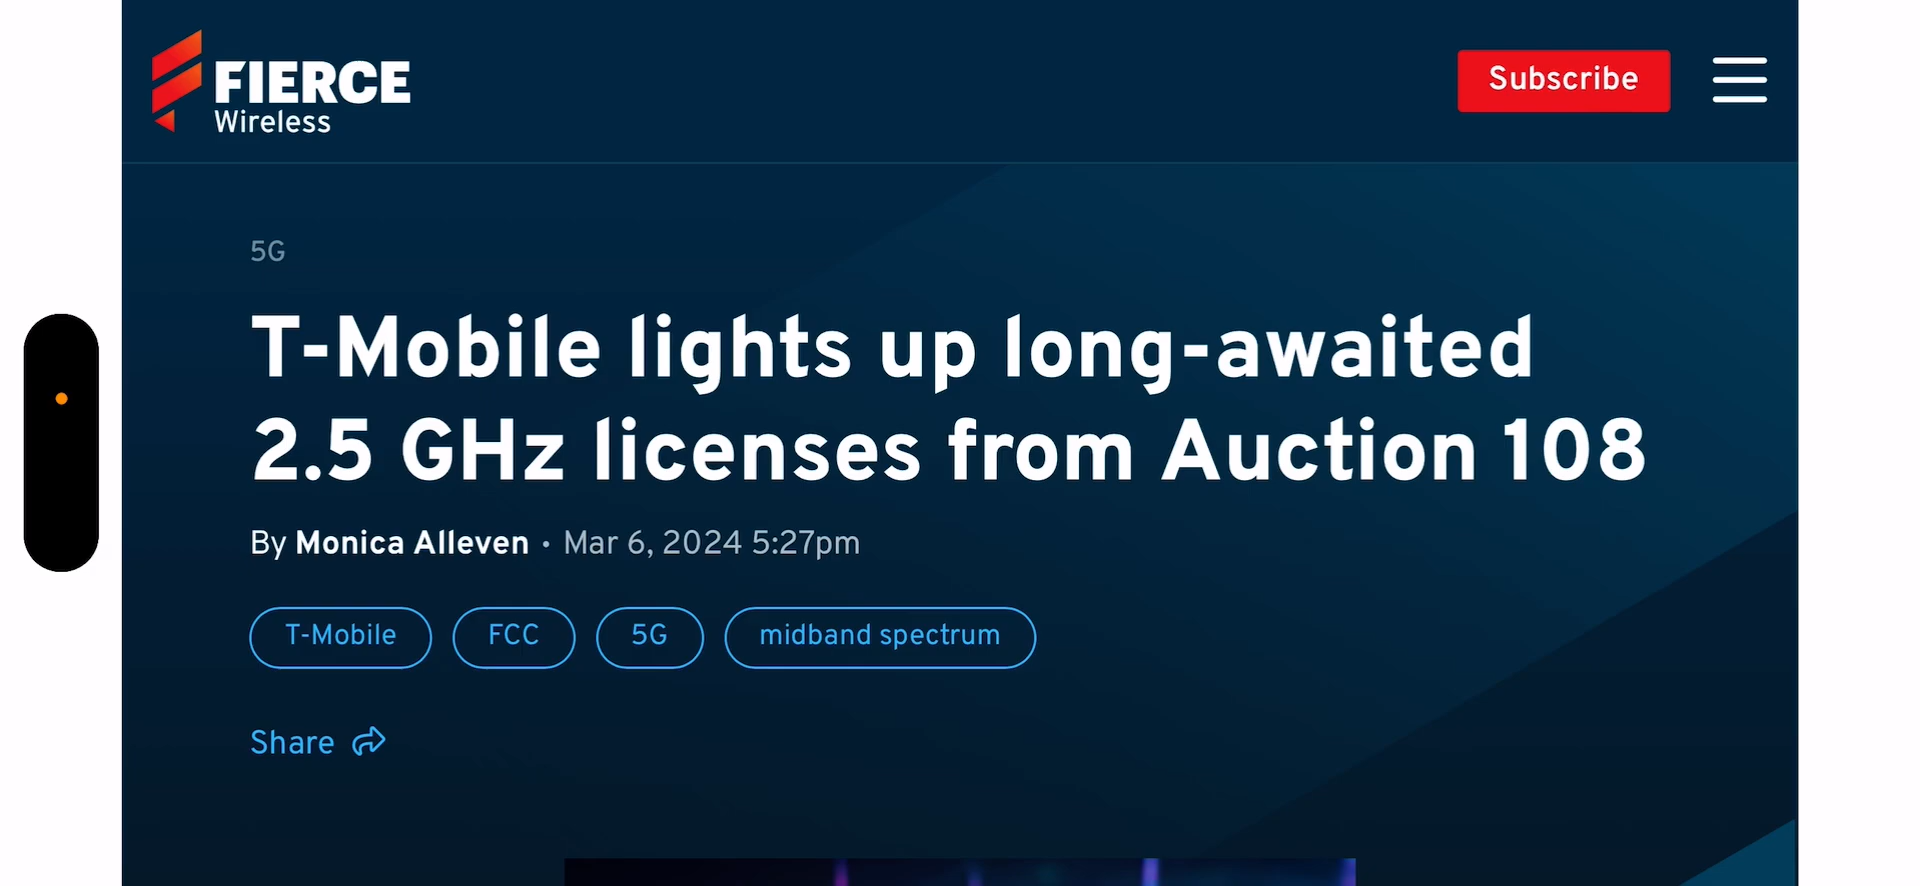 FIERCE
Wireless
Subscribe
5G
T-Mobile lights up long-awaited
2.5 GHz licenses from Auction 108
By Monica Alleven • Mar 6, 2024 5:27pm
T-Mobile FCC 5G midband spectrum
Share